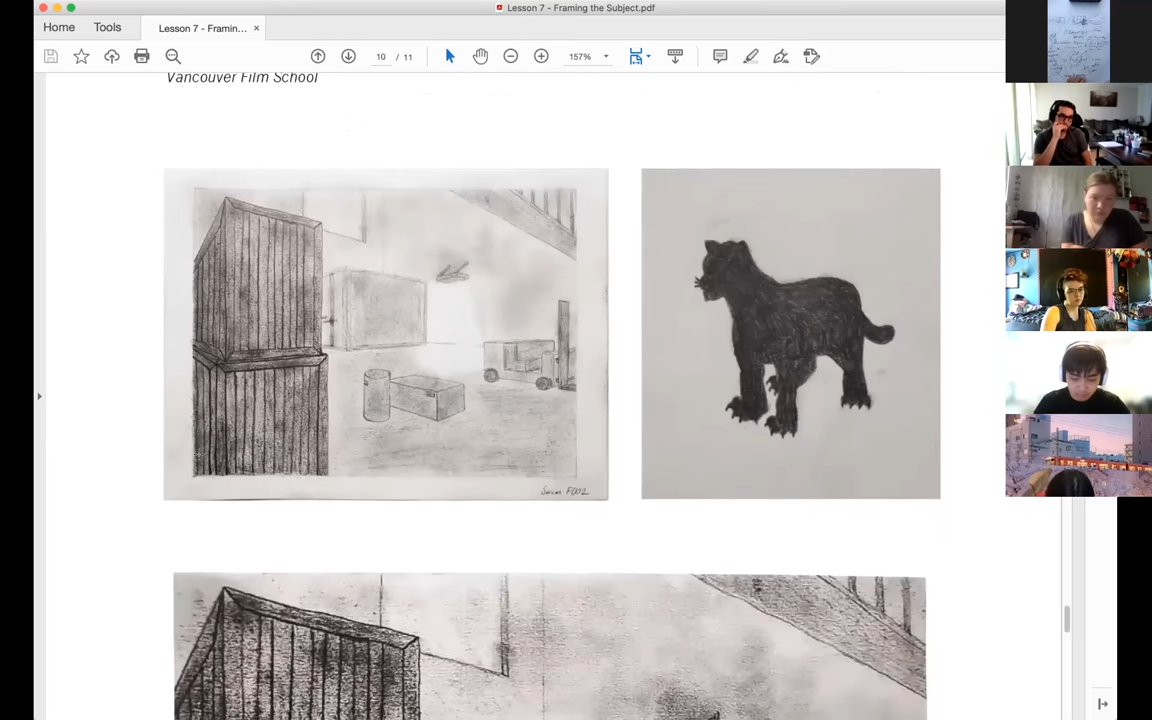 Lesson 7 - Framing the Subject.pdf
Home
Tools
Lesson 7 - Framin...
×
10 / 11
157%
Vancouver Film School